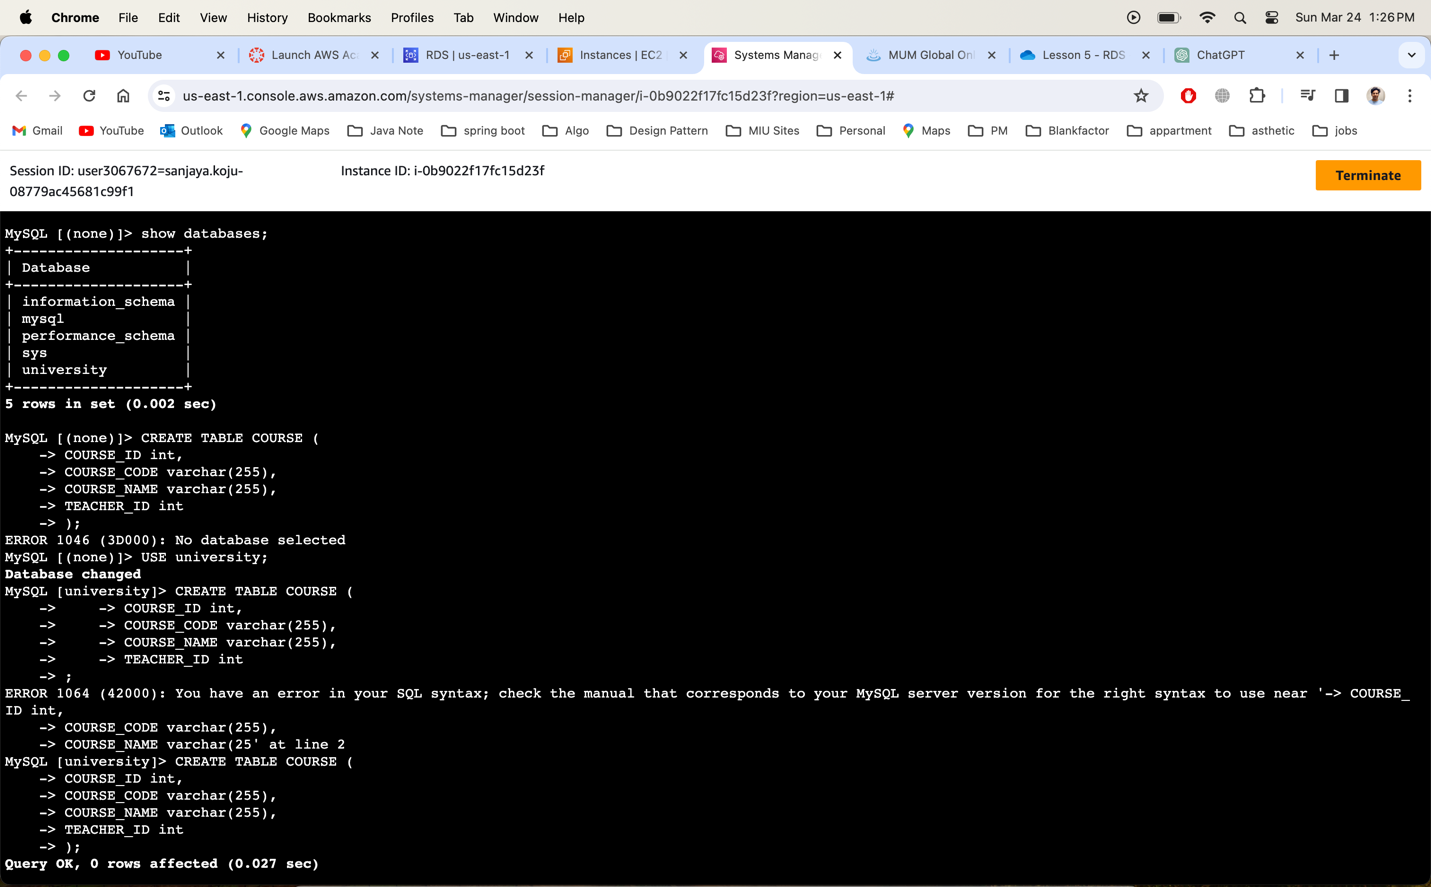 Chrome File Edit View History Bookmarks Profiles Tab Window Help Sun Mar 24 1:26 PM
YouTube Launch AWS Aca RDS | us-east-1 Instances | EC2 Systems Manag MUM Global Onl Lesson 5 - RDS ChatGPT
us-east-1.console.aws.amazon.com/systems-manager/session-manager/i-0b9022f17fc15d23f?region=us-east-1#
Gmail YouTube Outlook Google Maps Java Note spring boot Algo Design Pattern MIU Sites Personal Maps PM Blankfactor appartment asthetic jobs
Session ID: user3067672=sanjaya.koju-
08779ac45681c99f1
Instance ID: i-0b9022f17fc15d23f
Terminate
MySQL [(none)]> show databases;
+--------------------+
| Database           |
+--------------------+
| information_schema |
| mysql              |
| performance_schema |
| sys                |
| university         |
+--------------------+
5 rows in set (0.002 sec)
MySQL [(none)]> CREATE TABLE COURSE (
    -> COURSE_ID int,
    -> COURSE_CODE varchar(255),
    -> COURSE_NAME varchar(255),
    -> TEACHER_ID int
    -> );
ERROR 1046 (3D000): No database selected
MySQL [(none)]> USE university;
Database changed
MySQL [university]> CREATE TABLE COURSE (
    ->     -> COURSE_ID int,
    ->     -> COURSE_CODE varchar(255),
    ->     -> COURSE_NAME varchar(255),
    ->     -> TEACHER_ID int
    -> ;
ERROR 1064 (42000): You have an error in your SQL syntax; check the manual that corresponds to your MySQL server version for the right syntax to use near '-> COURSE_
ID int,
    -> COURSE_CODE varchar(255),
    -> COURSE_NAME varchar(25' at line 2
MySQL [university]> CREATE TABLE COURSE (
    -> COURSE_ID int,
    -> COURSE_CODE varchar(255),
    -> COURSE_NAME varchar(255),
    -> TEACHER_ID int
    -> );
Query OK, 0 rows affected (0.027 sec)